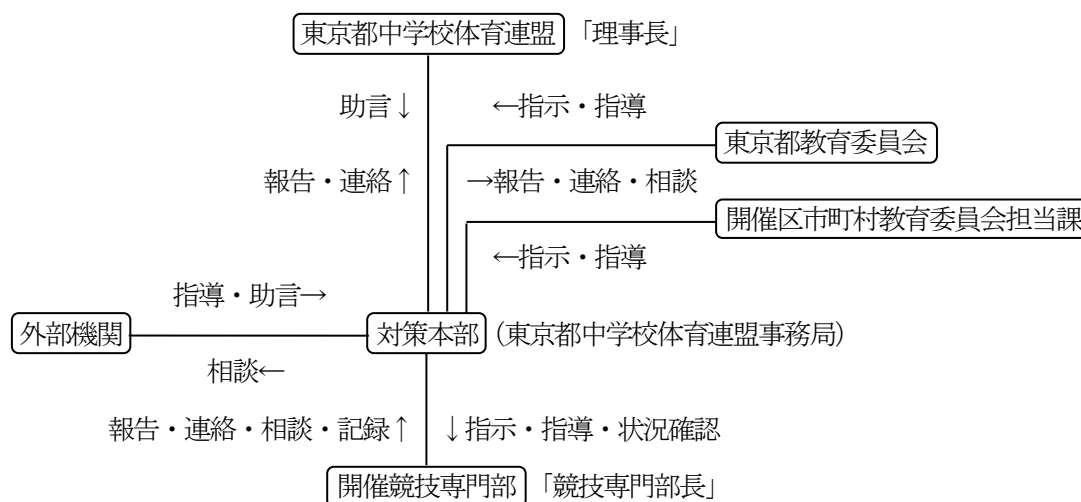 東京都中学校体育連盟 「理事長」
助言↓ ←指示・指導
東京都教育委員会
報告・連絡↑ →報告・連絡・相談
開催区市町村教育委員会担当課
←指示・指導
指導・助言→
外部機関 対策本部 (東京都中学校体育連盟事務局)
相談←
報告・連絡・相談・記録↑ ↓指示・指導・状況確認
開催競技専門部 「競技専門部長」